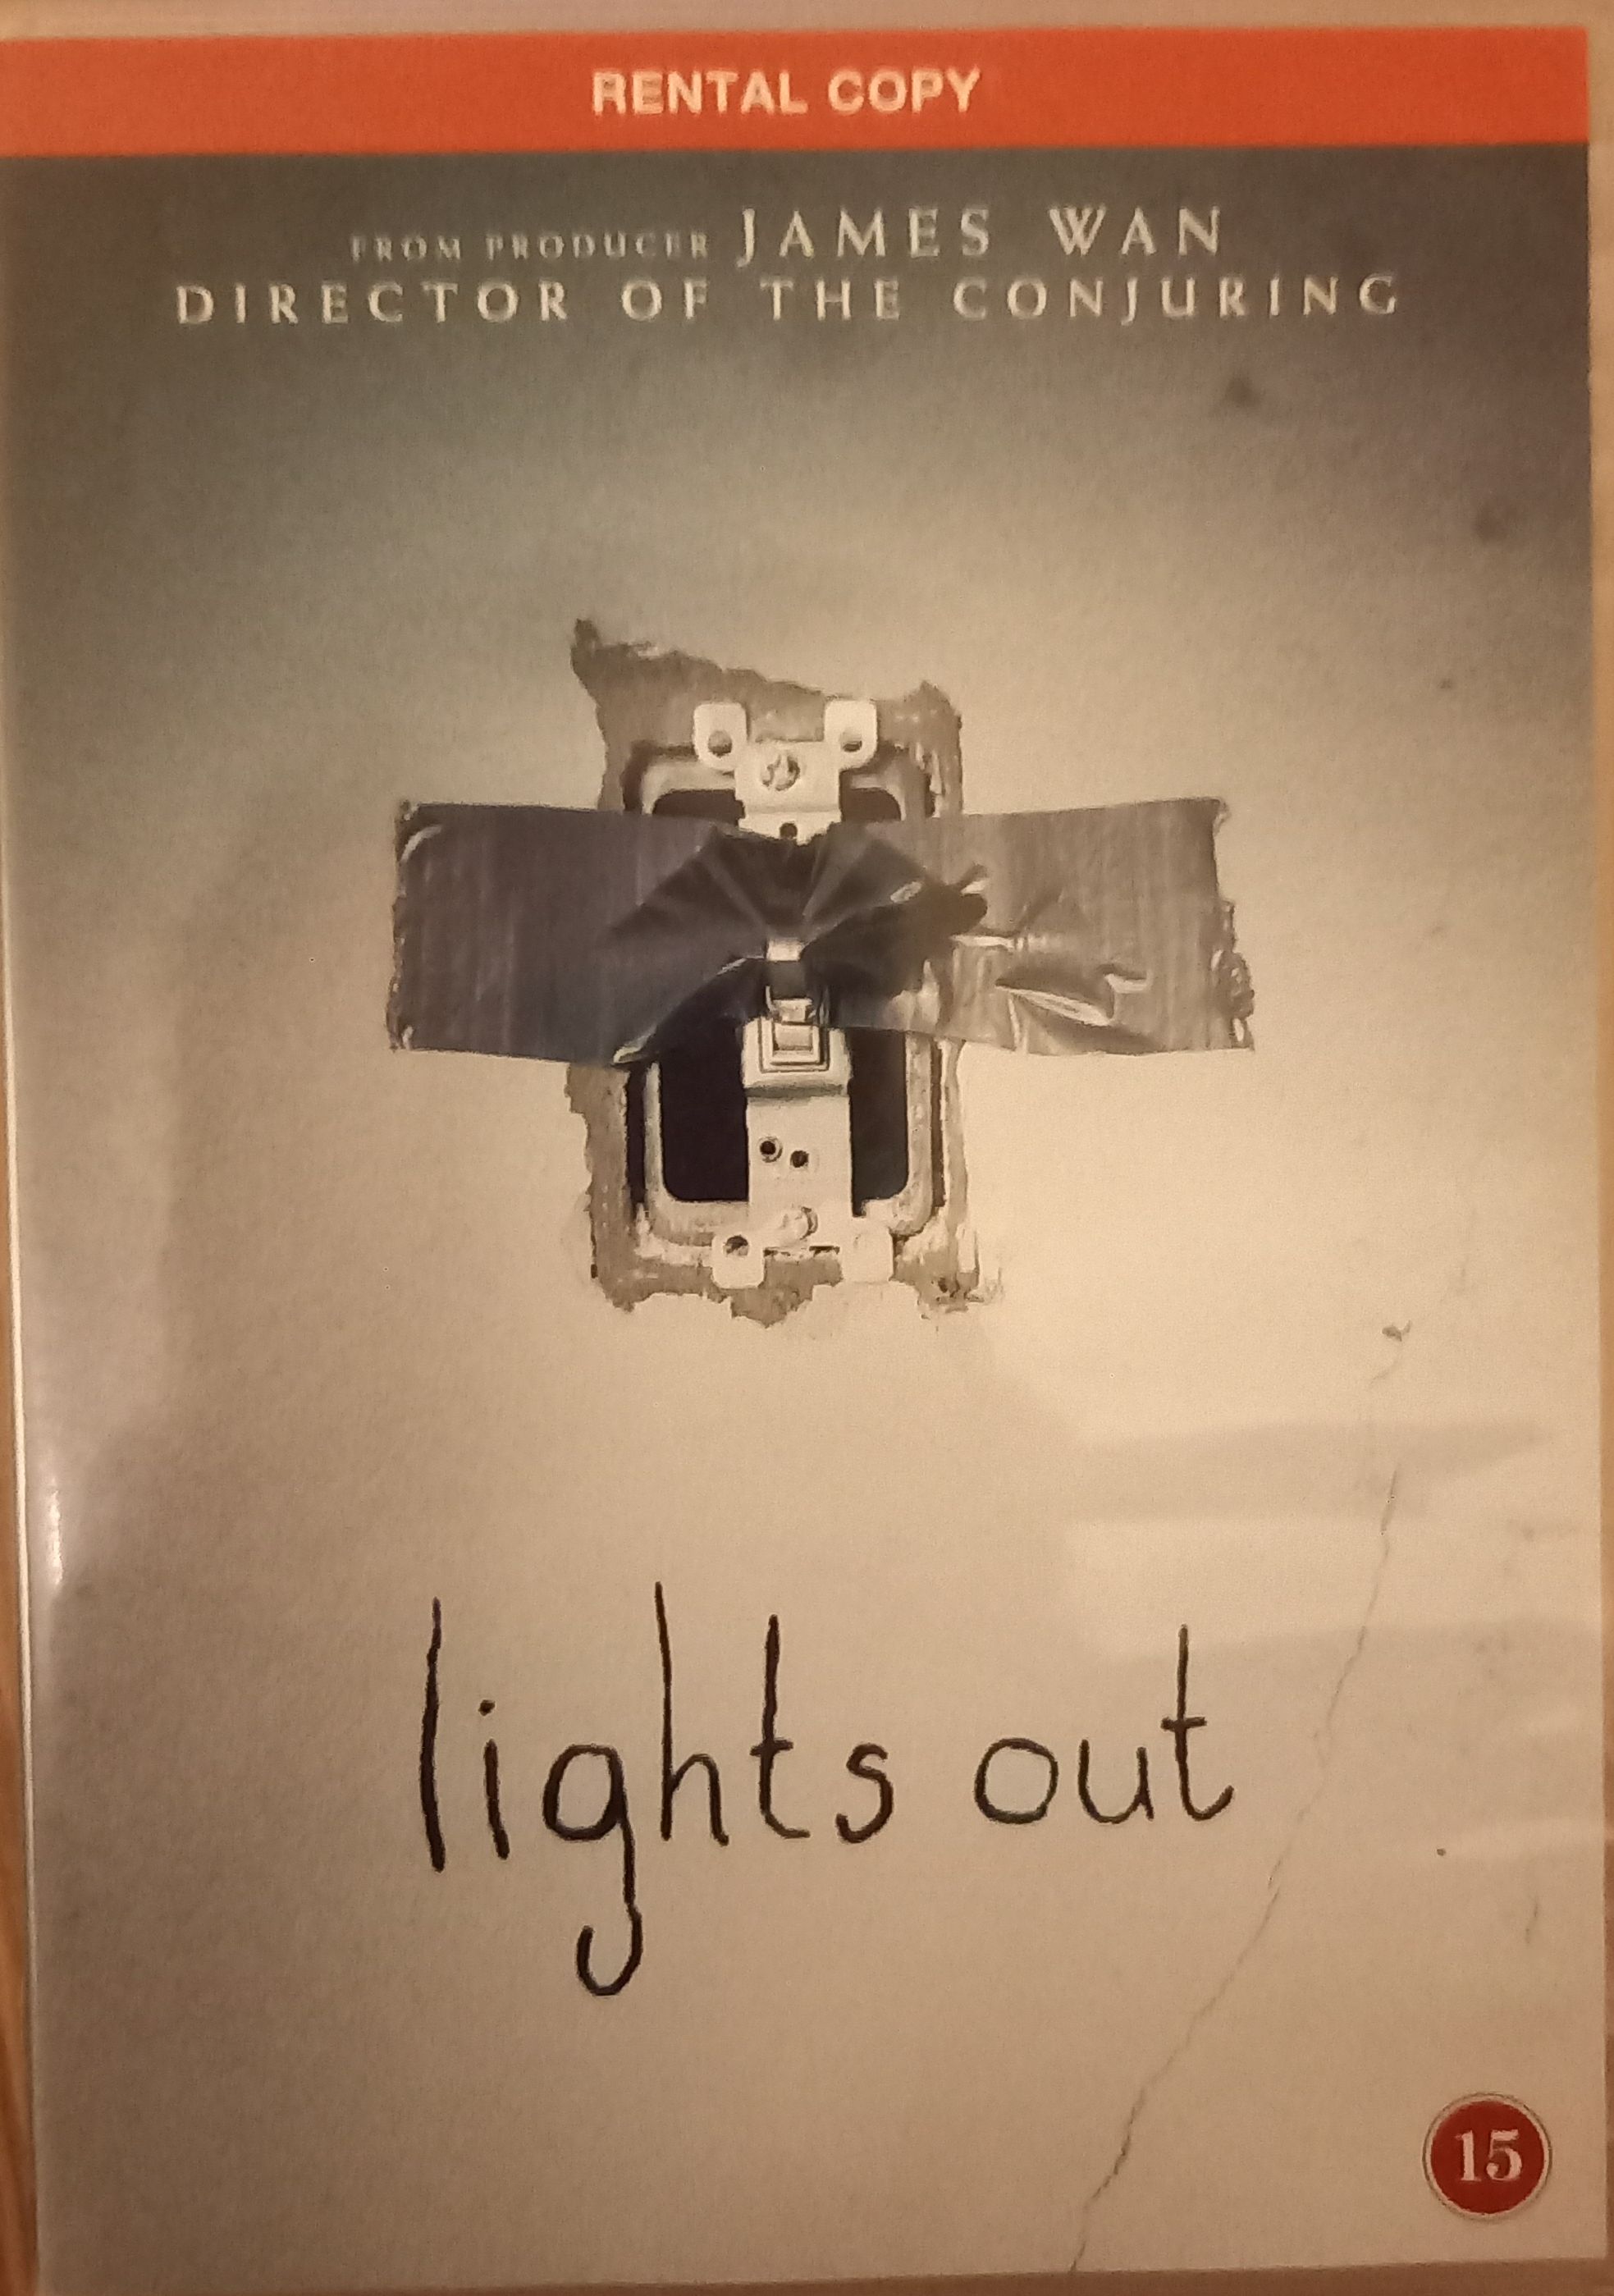 RENTAL COPY
FROM PRODUCER JAMES WAN
DIRECTOR OF THE CONJURING
lights out
15